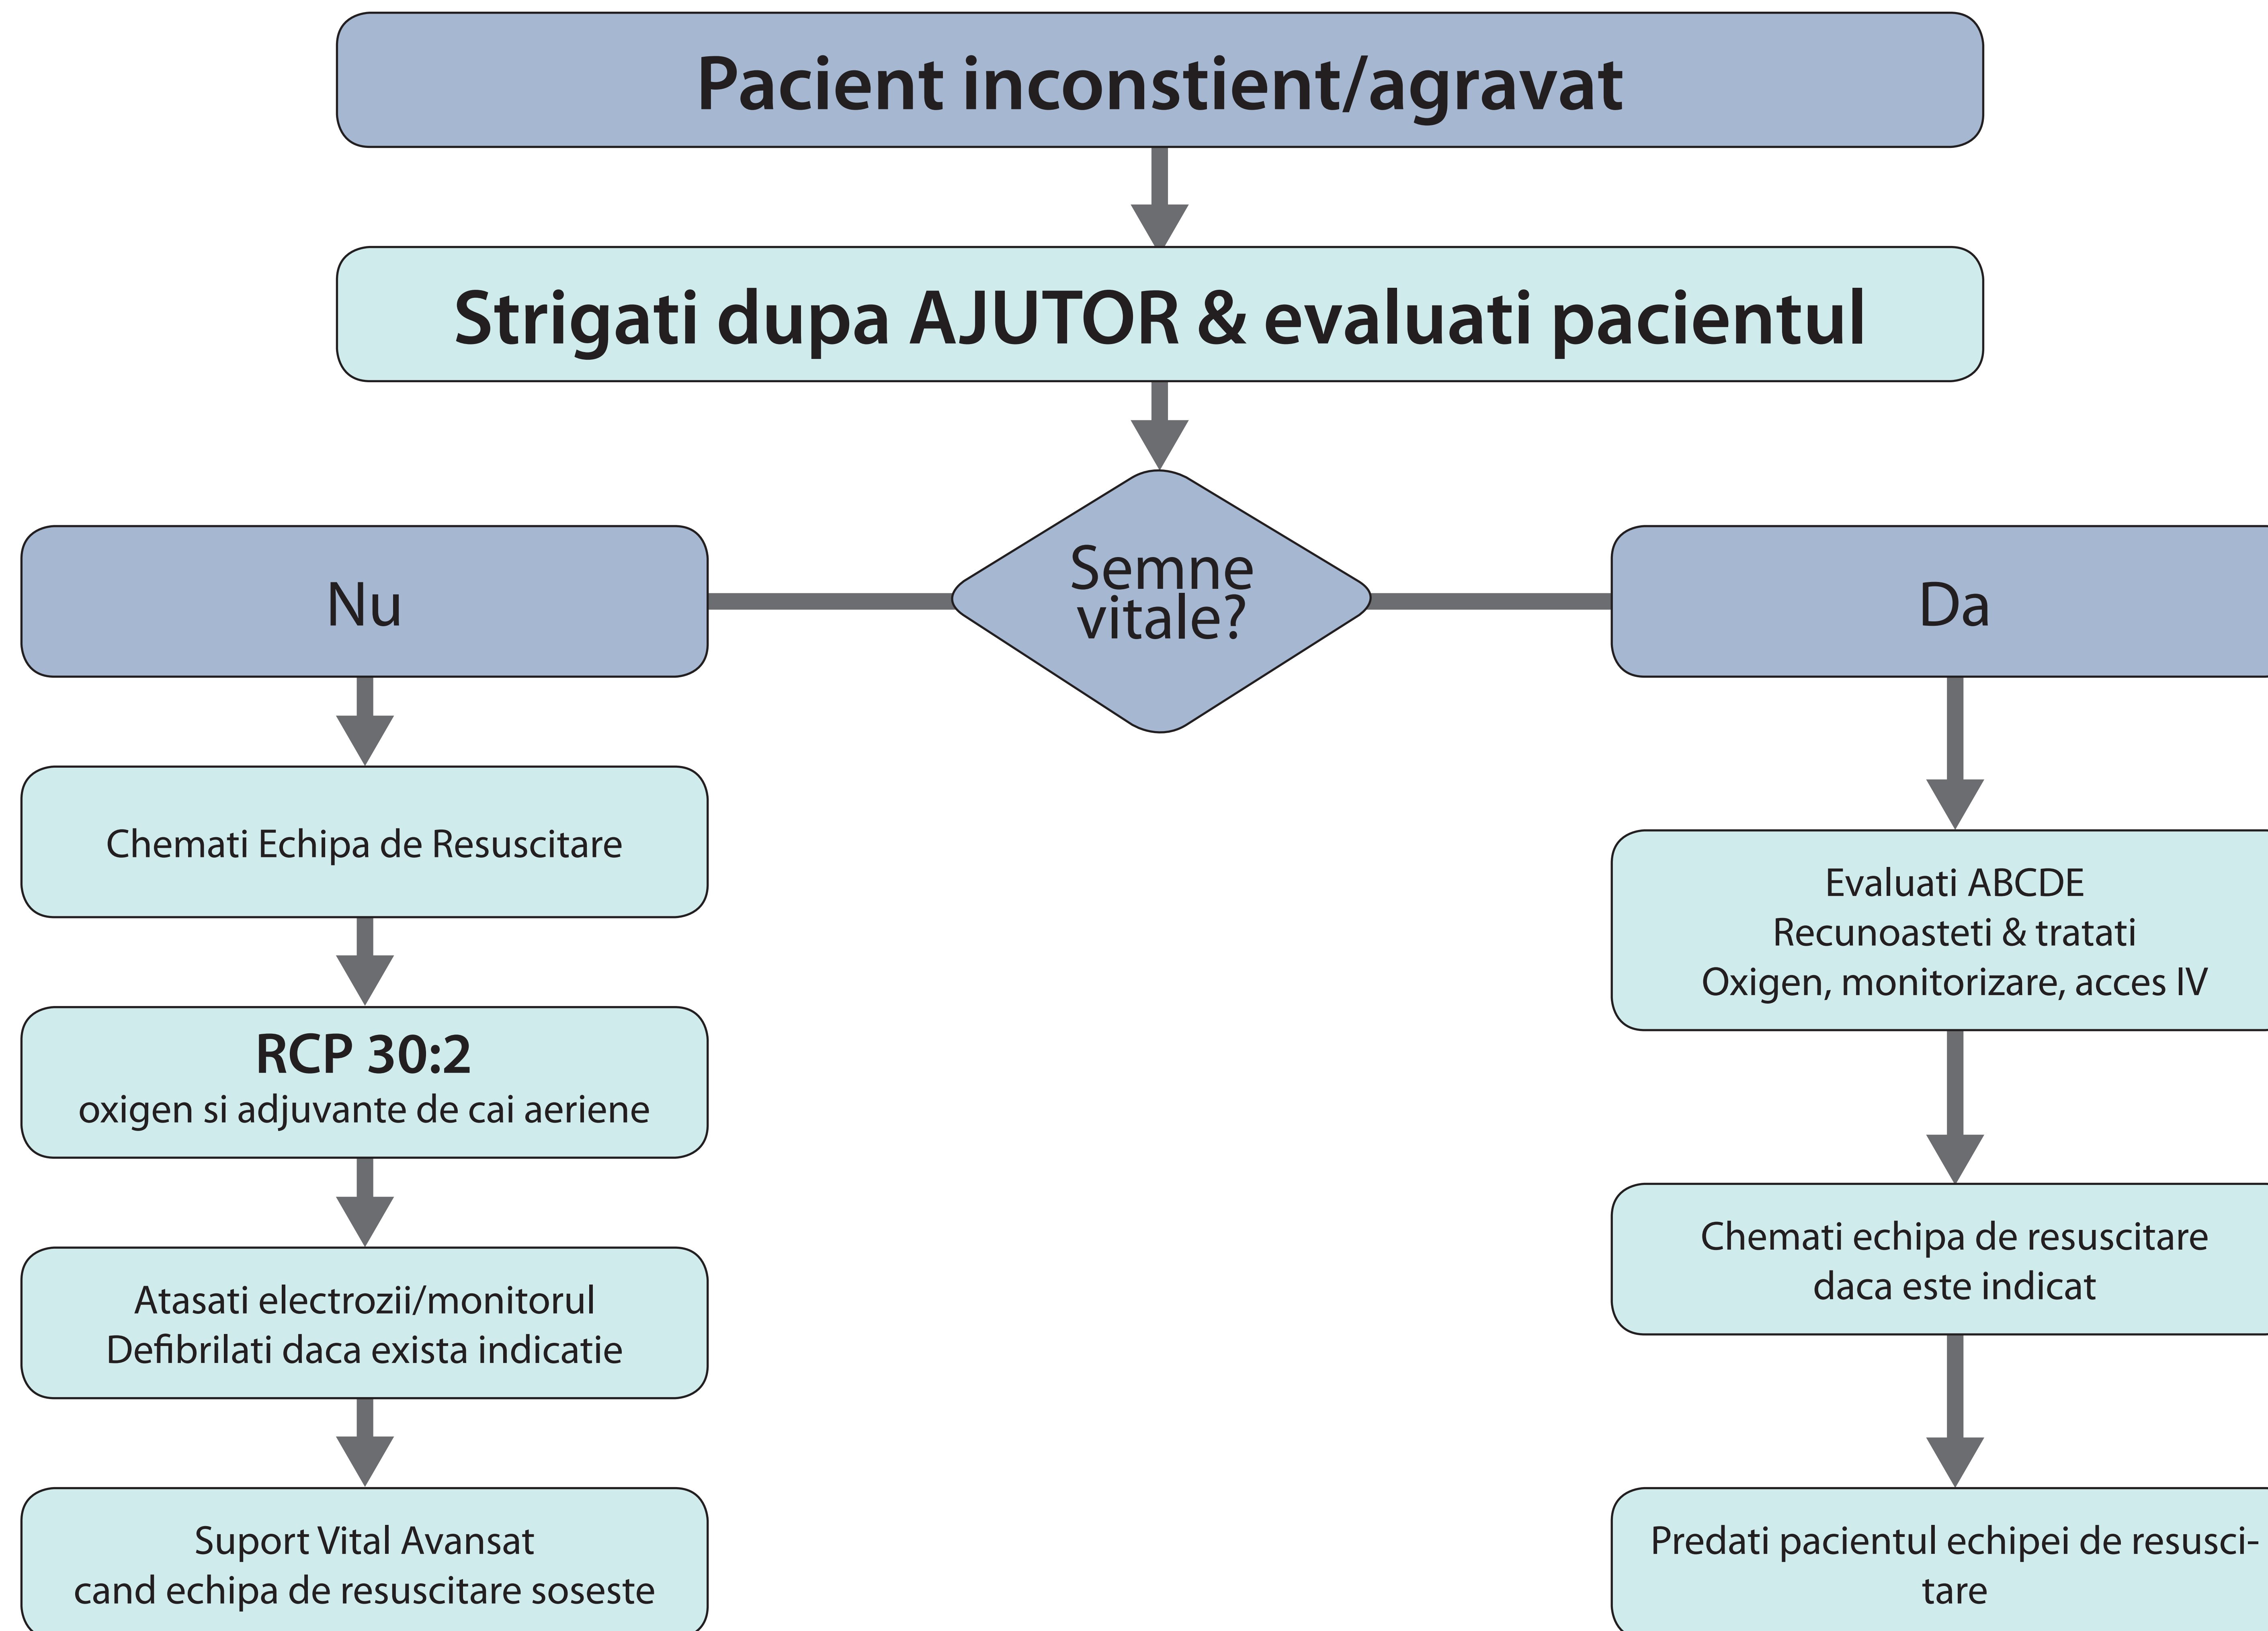 Pacient inconstient/agravat
Strigati dupa AJUTOR & evaluati pacientul
Semne
vitale?
Nu
Da
Chemati Echipa de Resuscitare
RCP 30:2
oxigen si adjuvante de cai aeriene
Atasati electrozii/monitorul
Defibrilati daca exista indicatie
Suport Vital Avansat
cand echipa de resuscitare soseste
Evaluati ABCDE
Recunoasteti & tratati
Oxigen, monitorizare, acces IV
Chemati echipa de resuscitare
daca este indicat
Predati pacientul echipei de resusci-
tare